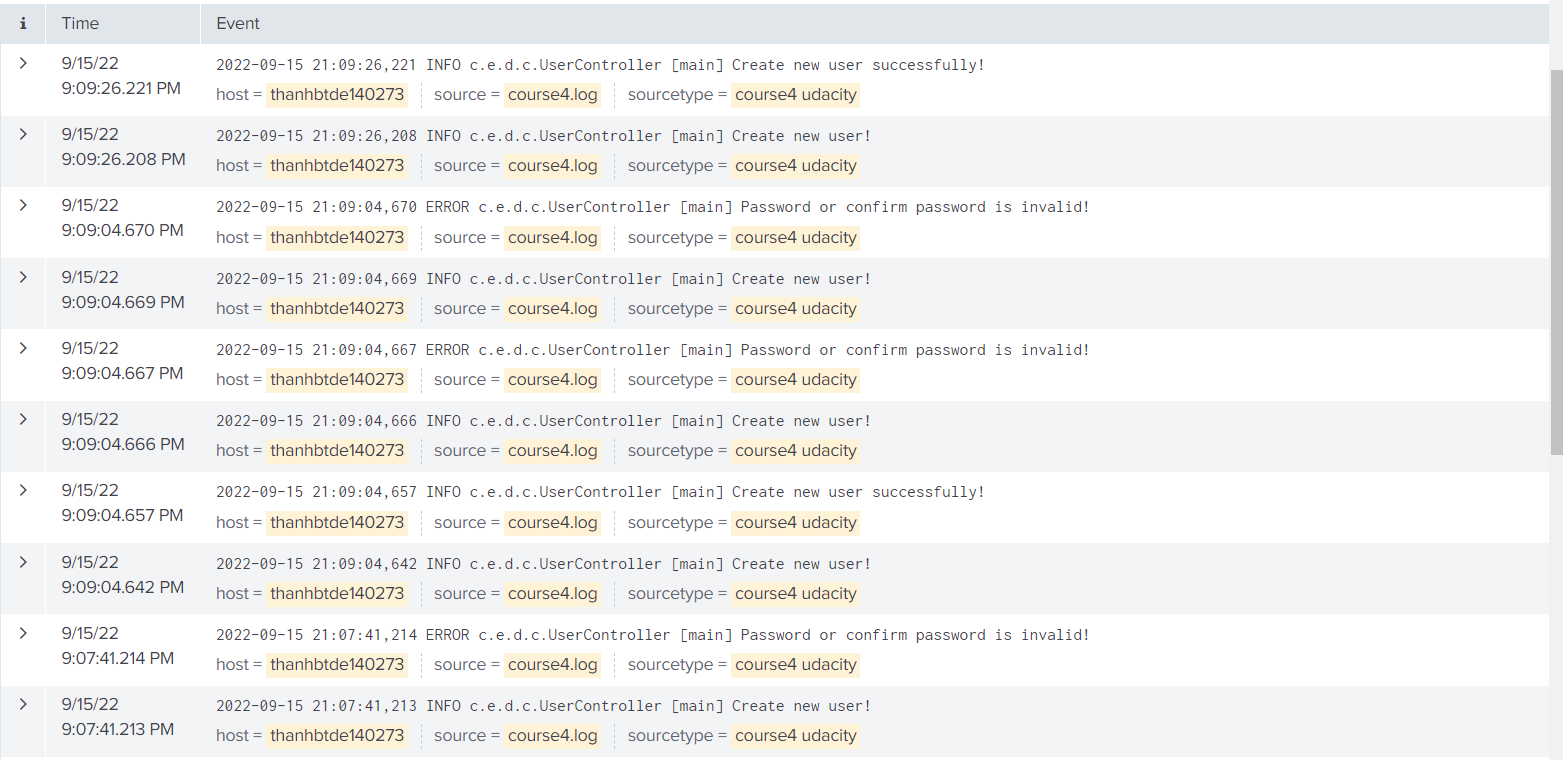 i Time Event
9/15/22
9:09:26.221 PM
2022-09-15 21:09:26,221 INFO c.e.d.c.UserController [main] Create new user successfully!
host = thanhbtde140273 source = course4.log sourcetype = course4 udacity
9/15/22
9:09:26.208 PM
2022-09-15 21:09:26,208 INFO c.e.d.c.UserController [main] Create new user!
host = thanhbtde140273 source = course4.log sourcetype = course4 udacity
9/15/22
9:09:04.670 PM
2022-09-15 21:09:04,670 ERROR c.e.d.c.UserController [main] Password or confirm password is invalid!
host = thanhbtde140273 source = course4.log sourcetype = course4 udacity
9/15/22
9:09:04.669 PM
2022-09-15 21:09:04,669 INFO c.e.d.c.UserController [main] Create new user!
host = thanhbtde140273 source = course4.log sourcetype = course4 udacity
9/15/22
9:09:04.667 PM
2022-09-15 21:09:04,667 ERROR c.e.d.c.UserController [main] Password or confirm password is invalid!
host = thanhbtde140273 source = course4.log sourcetype = course4 udacity
9/15/22
9:09:04.666 PM
2022-09-15 21:09:04,666 INFO c.e.d.c.UserController [main] Create new user!
host = thanhbtde140273 source = course4.log sourcetype = course4 udacity
9/15/22
9:09:04.657 PM
2022-09-15 21:09:04,657 INFO c.e.d.c.UserController [main] Create new user successfully!
host = thanhbtde140273 source = course4.log sourcetype = course4 udacity
9/15/22
9:09:04.642 PM
2022-09-15 21:09:04,642 INFO c.e.d.c.UserController [main] Create new user!
host = thanhbtde140273 source = course4.log sourcetype = course4 udacity
9/15/22
9:07:41.214 PM
2022-09-15 21:07:41,214 ERROR c.e.d.c.UserController [main] Password or confirm password is invalid!
host = thanhbtde140273 source = course4.log sourcetype = course4 udacity
9/15/22
9:07:41.213 PM
2022-09-15 21:07:41,213 INFO c.e.d.c.UserController [main] Create new user!
host = thanhbtde140273 source = course4.log sourcetype = course4 udacity